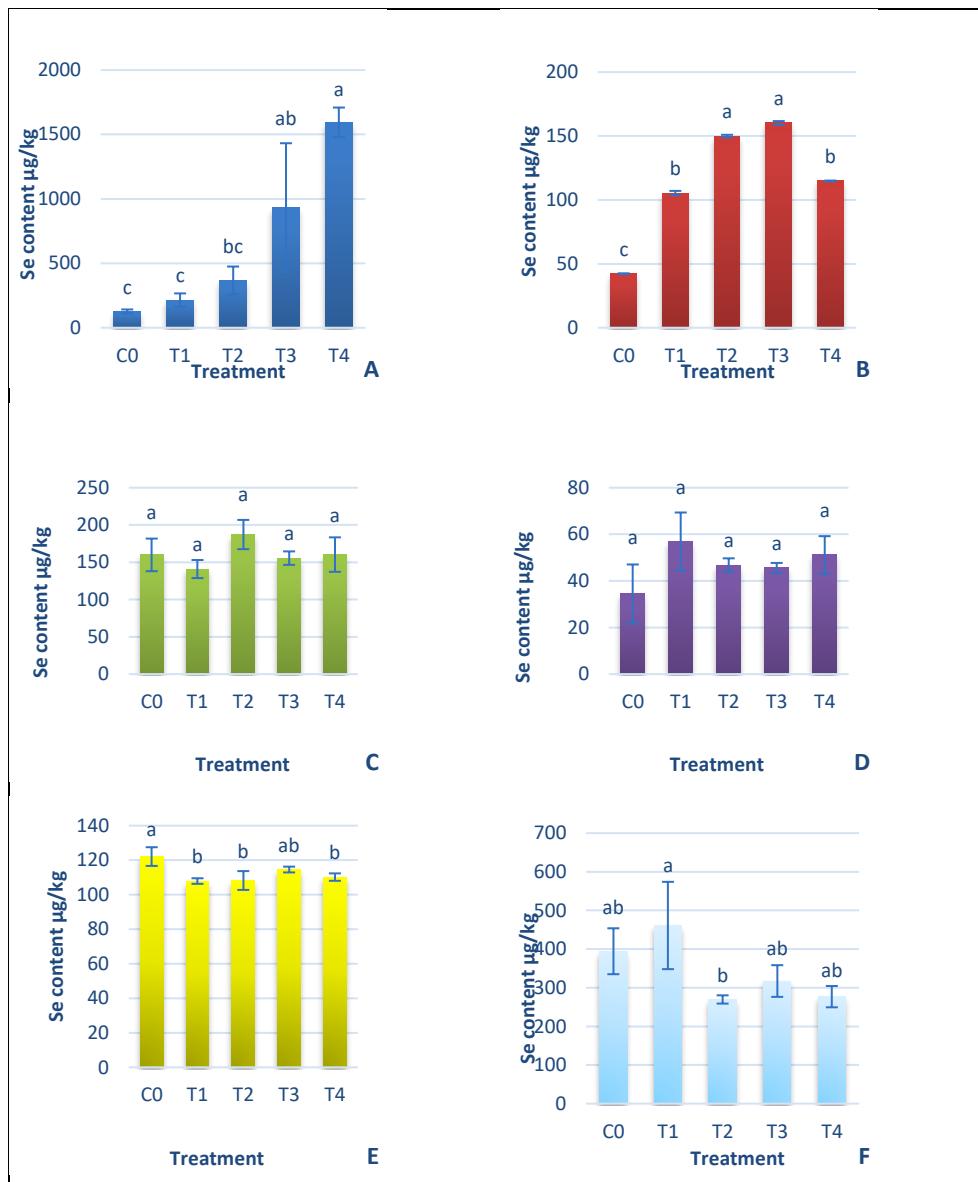 2000
1500
1000
500
0
Se content µg/kg
c
c
bc
ab
a
C0 T1 T2 T3 T4
Treatment
A
200
150
100
50
0
Se content µg/kg
c
b
a
a
b
C0 T1 T2 T3 T4
Treatment
B
250
200
150
100
50
0
Se content µg/kg
a
a
a
a
a
C0 T1 T2 T3 T4
Treatment
C
80
60
40
20
0
Se content µg/kg
a
a
a
a
a
C0 T1 T2 T3 T4
Treatment
D
140
120
100
80
60
40
20
0
Se content µg/kg
a
b
b
ab
b
C0 T1 T2 T3 T4
Treatment
E
700
600
500
400
300
200
100
0
Se content µg/kg
ab
a
b
ab
ab
C0 T1 T2 T3 T4
Treatment
F